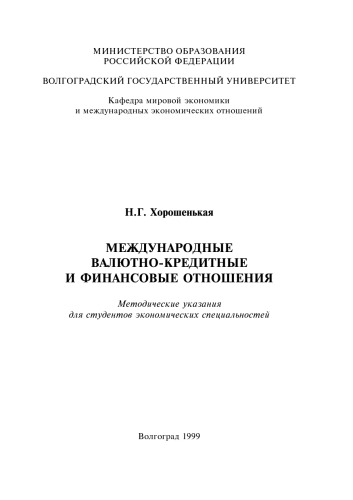 МИНИСТЕРСТВО ОБРАЗОВАНИЯ
РОССИЙСКОЙ ФЕДЕРАЦИИ
ВОЛГОГРАДСКИЙ ГОСУДАРСТВЕННЫЙ УНИВЕРСИТЕТ
Кафедра мировой экономики
и международных экономических отношений
Н.Г. Хорошенькая
МЕЖДУНАРОДНЫЕ
ВАЛЮТНО-КРЕДИТНЫЕ
И ФИНАНСОВЫЕ ОТНОШЕНИЯ
Методические указания
для студентов экономических специальностей
Волгоград 1999